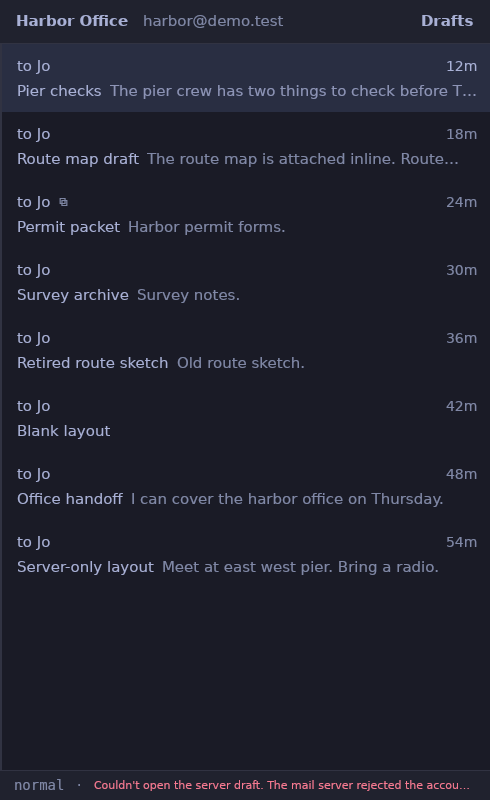 Harbor Office harbor@demo.test Drafts
to Jo 12m
Pier checks The pier crew has two things to check before T…
to Jo 18m
Route map draft The route map is attached inline. Route…
to Jo 24m
Permit packet Harbor permit forms.
to Jo 30m
Survey archive Survey notes.
to Jo 36m
Retired route sketch Old route sketch.
to Jo 42m
Blank layout
to Jo 48m
Office handoff I can cover the harbor office on Thursday.
to Jo 54m
Server-only layout Meet at east west pier. Bring a radio.
normal · Couldn't open the server draft. The mail server rejected the accou…